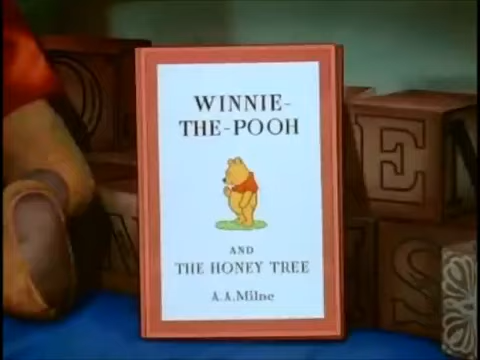 WINNIE-
THE-POOH
AND
THE HONEY TREE
A.A.Milne
E
S